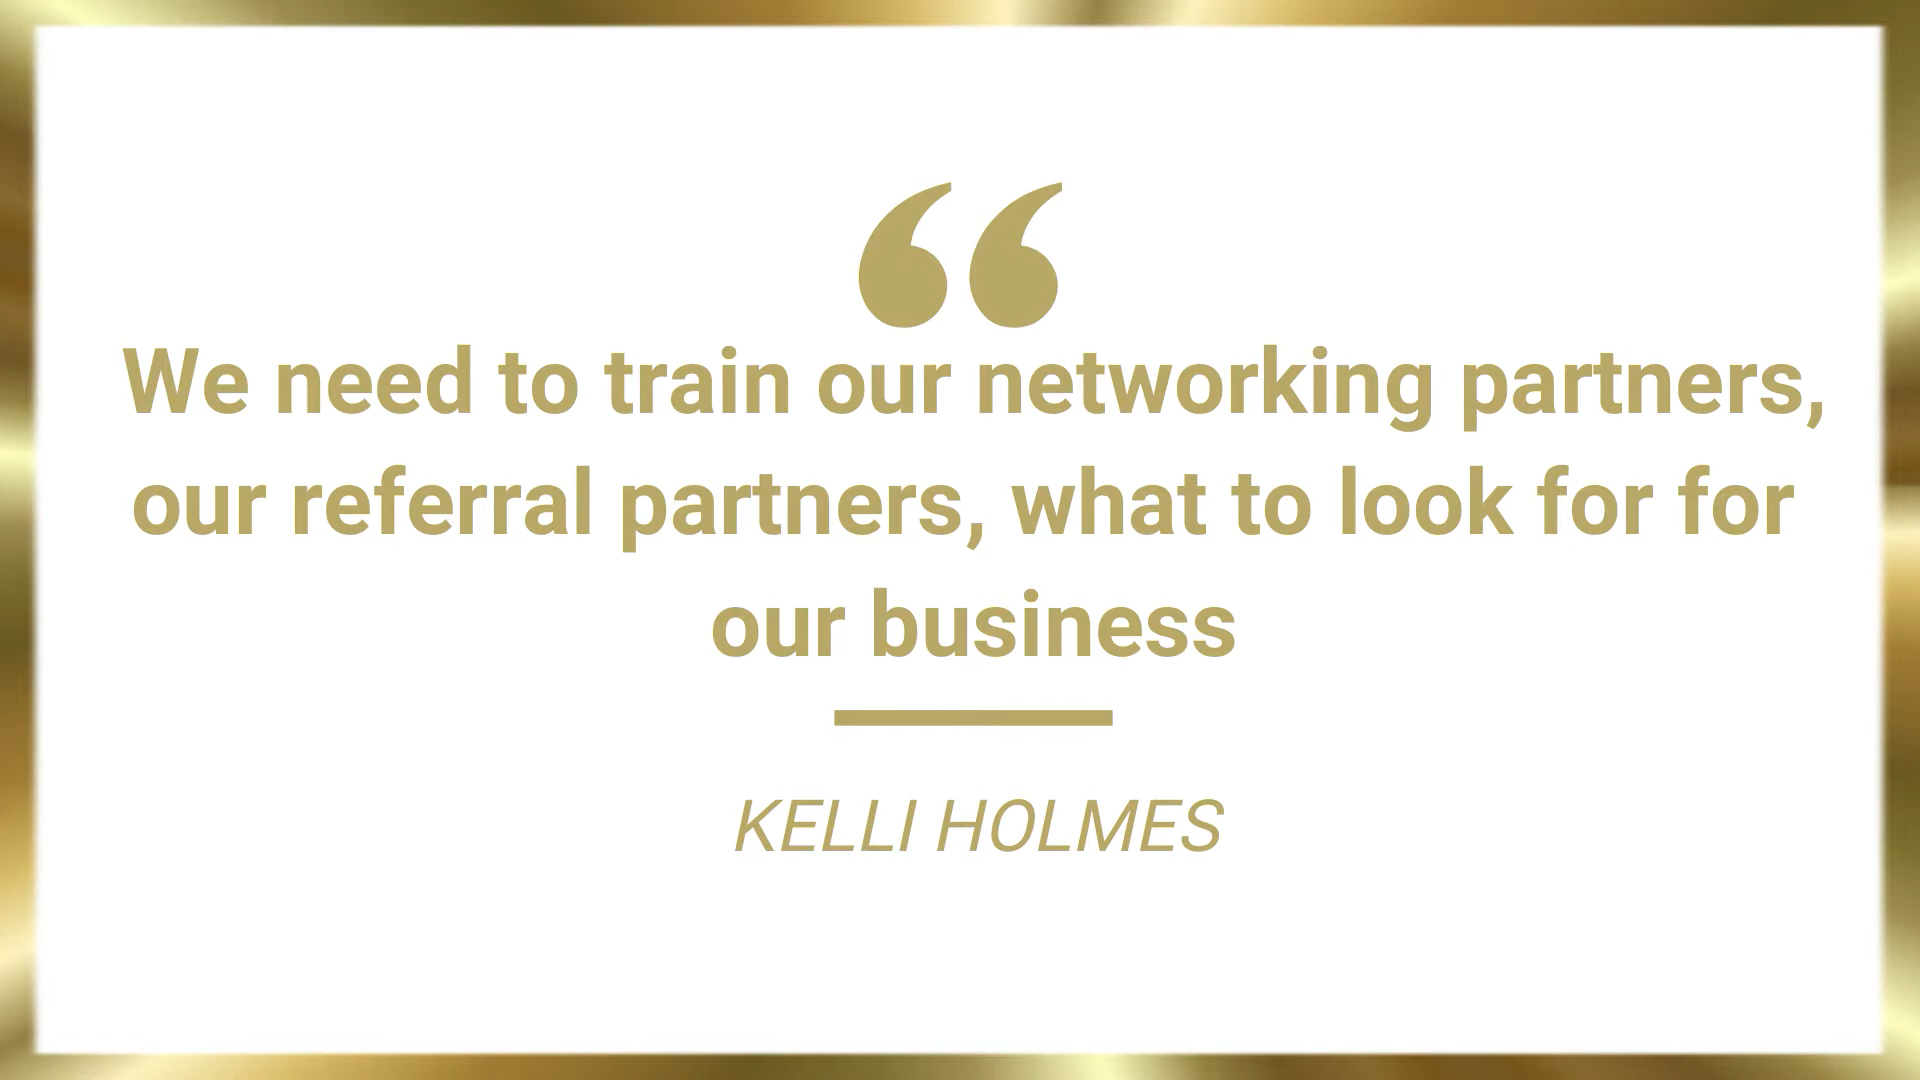 “
We need to train our networking partners,
our referral partners, what to look for for
our business
KELLI HOLMES